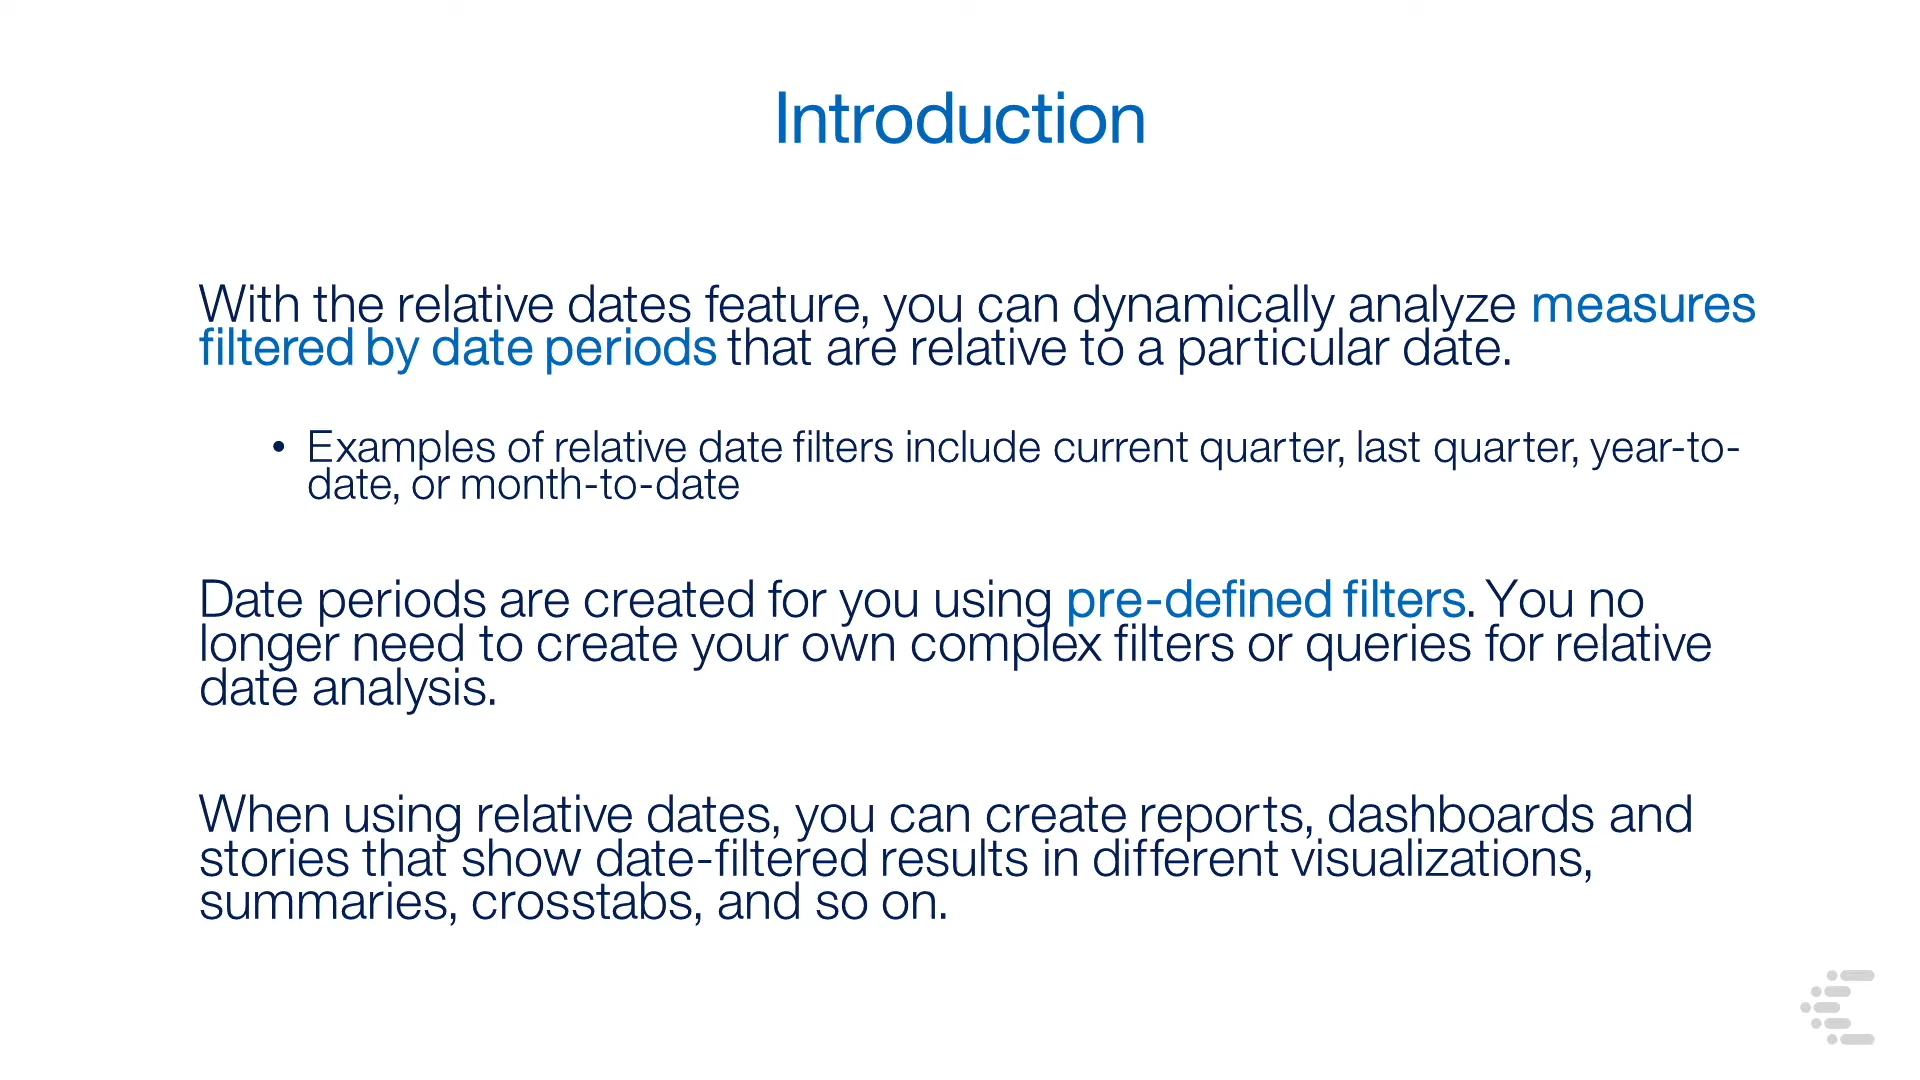 Introduction
With the relative dates feature, you can dynamically analyze measures
filtered by date periods that are relative to a particular date.
• Examples of relative date filters include current quarter, last quarter, year-to-
date, or month-to-date
Date periods are created for you using pre-defined filters. You no
longer need to create your own complex filters or queries for relative
date analysis.
When using relative dates, you can create reports, dashboards and
stories that show date-filtered results in different visualizations,
summaries, crosstabs, and so on.